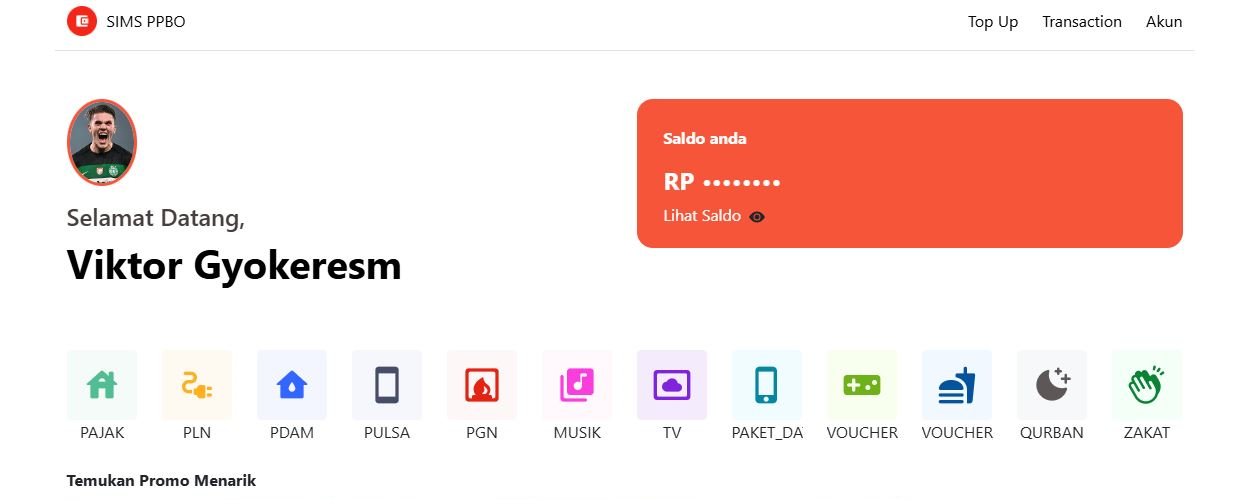 SIMS PPBO
Top Up Transaction Akun
Selamat Datang,
Viktor Gyokeresm
Saldo anda
RP ••••••••
Lihat Saldo
PAJAK
PLN
PDAM
PULSA
PGN
MUSIK
TV
PAKET_DA
VOUCHER
VOUCHER
QURBAN
ZAKAT
Temukan Promo Menarik